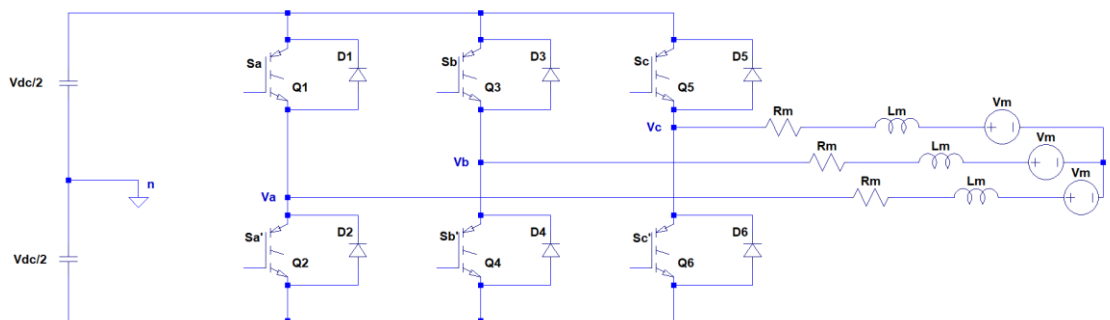 Vdc/2
Sa
D1
Q1
Sb
D3
Q3
Sc
D5
Q5
Vc
Rm
Lm
Vm
Vb
Rm
Lm
Vm
n
Va
Rm
Lm
Vm
Vdc/2
Sa'
D2
Q2
Sb'
D4
Q4
Sc'
D6
Q6
+
-
+
-
+
-